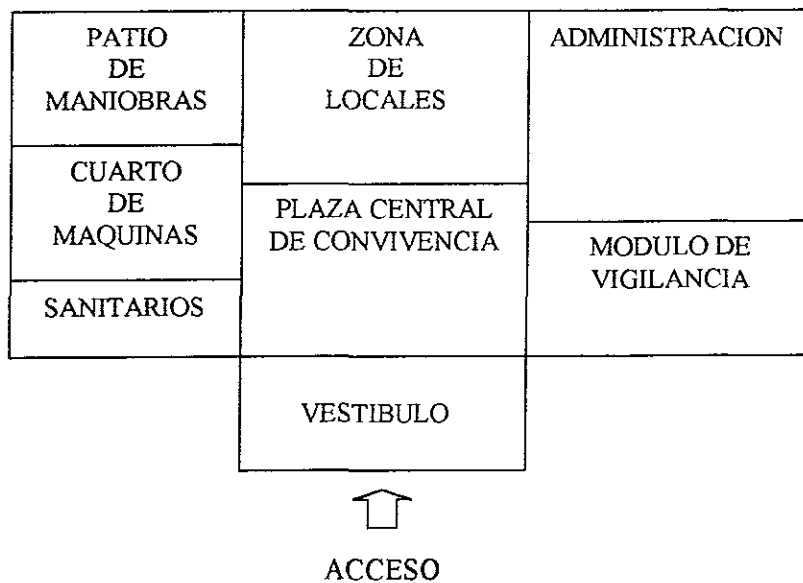 PATIO
DE
MANIOBRAS
ZONA
DE
LOCALES
ADMINISTRACION
CUARTO
DE
MAQUINAS
PLAZA CENTRAL
DE CONVIVENCIA
MODULO DE
VIGILANCIA
SANITARIOS
VESTIBULO
ACCESO